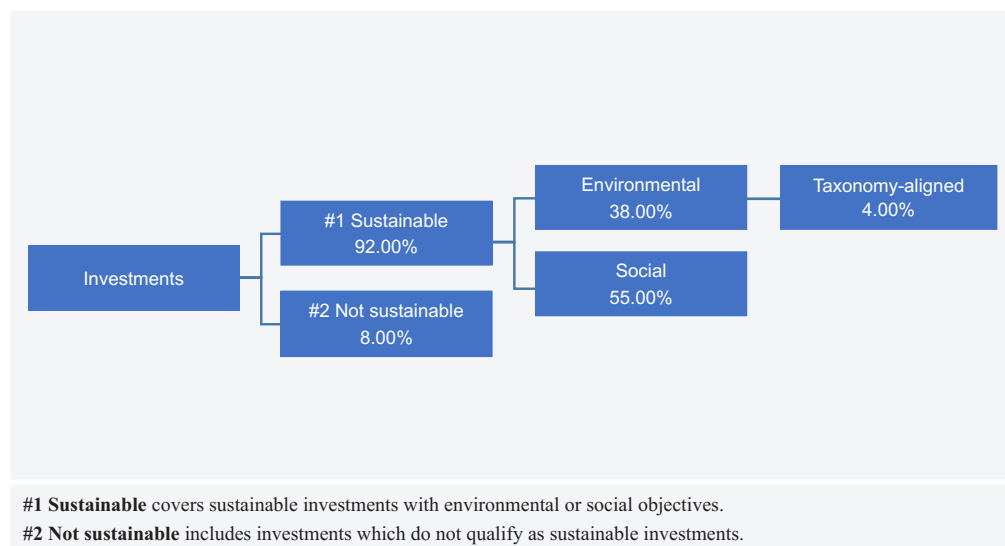 Investments
#1 Sustainable
92.00%
#2 Not sustainable
8.00%
Environmental
38.00%
Social
55.00%
Taxonomy-aligned
4.00%
#1 Sustainable covers sustainable investments with environmental or social objectives.
#2 Not sustainable includes investments which do not qualify as sustainable investments.